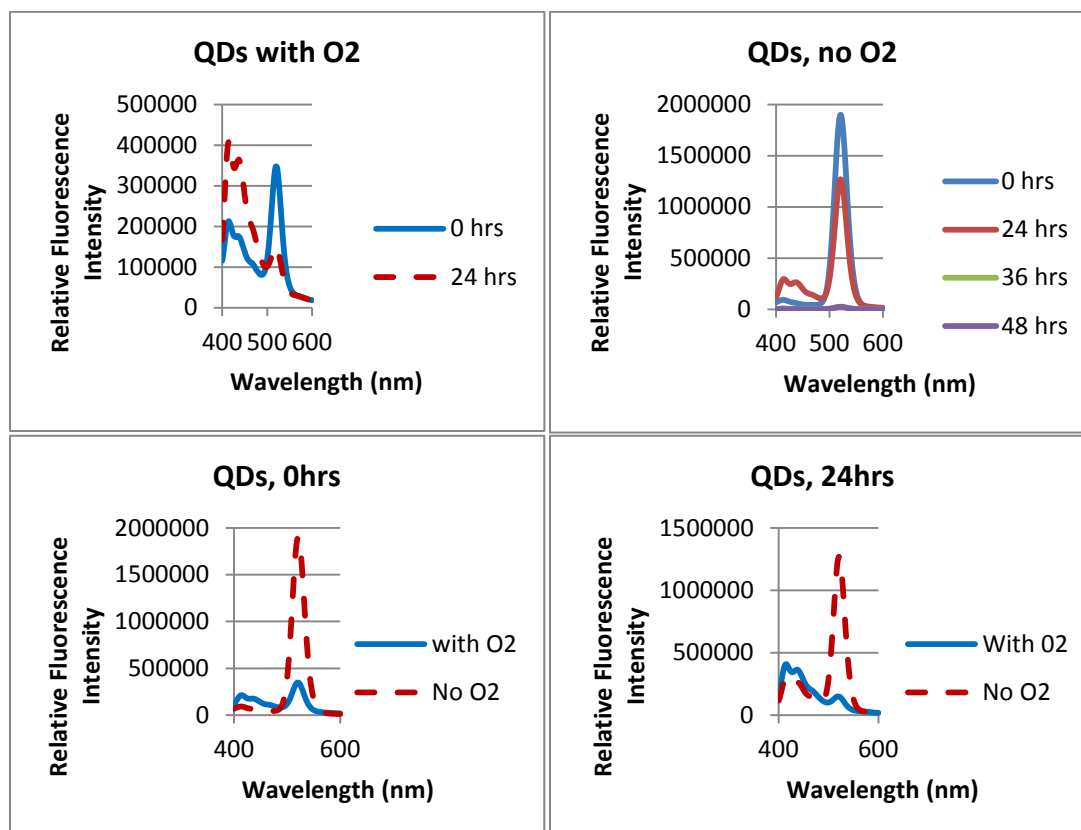 QDs with O2
Relative Fluorescence
Intensity
500000
400000
300000
200000
100000
0
400 500 600
Wavelength (nm)
0 hrs
24 hrs
QDs, no O2
Relative Fluorescence
Intensity
2000000
1500000
1000000
500000
0
400 500 600
Wavelength (nm)
0 hrs
24 hrs
36 hrs
48 hrs
QDs, 0hrs
Relative Fluorescence
Intensity
2000000
1500000
1000000
500000
0
400 600
Wavelength (nm)
with O2
No O2
QDs, 24hrs
Relative Fluorescence
Intensity
1500000
1000000
500000
0
400 600
Wavelength (nm)
With 02
No O2